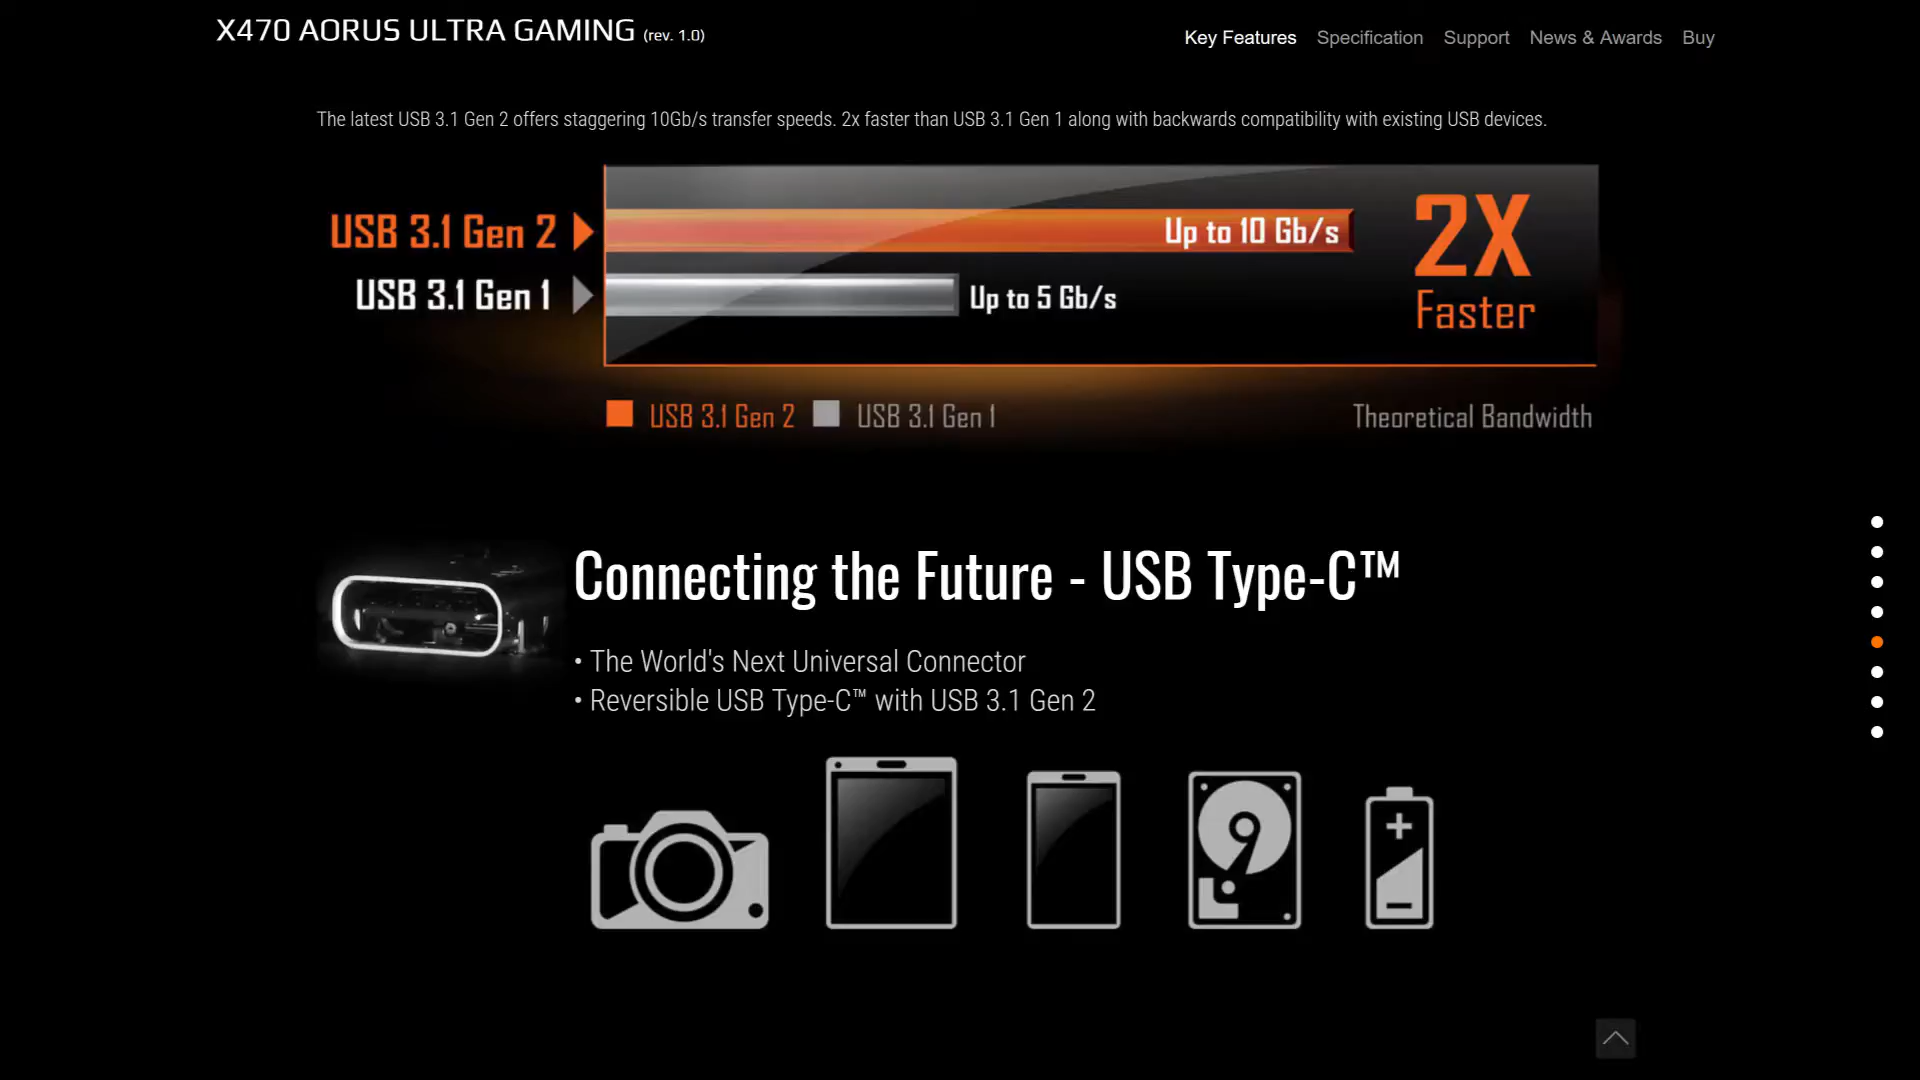 X470 AORUS ULTRA GAMING (rev. 1.0)
Key Features Specification Support News & Awards Buy
The latest USB 3.1 Gen 2 offers staggering 10Gb/s transfer speeds. 2x faster than USB 3.1 Gen 1 along with backwards compatibility with existing USB devices.
USB 3.1 Gen 2
Up to 10 Gb/s
USB 3.1 Gen 1
Up to 5 Gb/s
2X
Faster
USB 3.1 Gen 2 USB 3.1 Gen 1
Theoretical Bandwidth
Connecting the Future - USB Type-C™
• The World's Next Universal Connector
• Reversible USB Type-C™ with USB 3.1 Gen 2